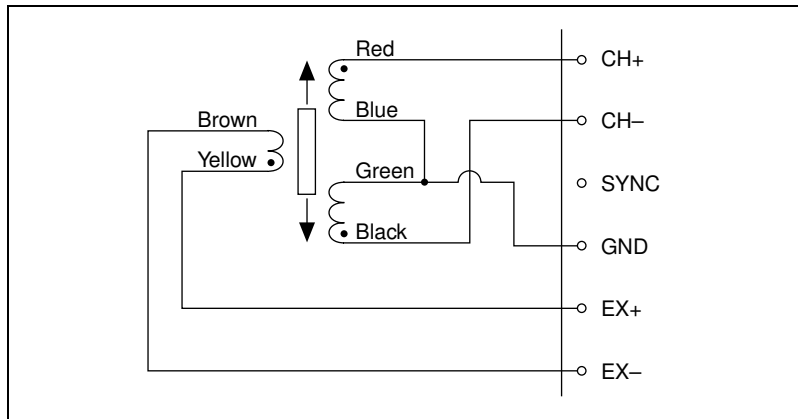 Red
CH+
Blue
CH–
Brown
Yellow
Green
SYNC
Black
GND
EX+
EX–